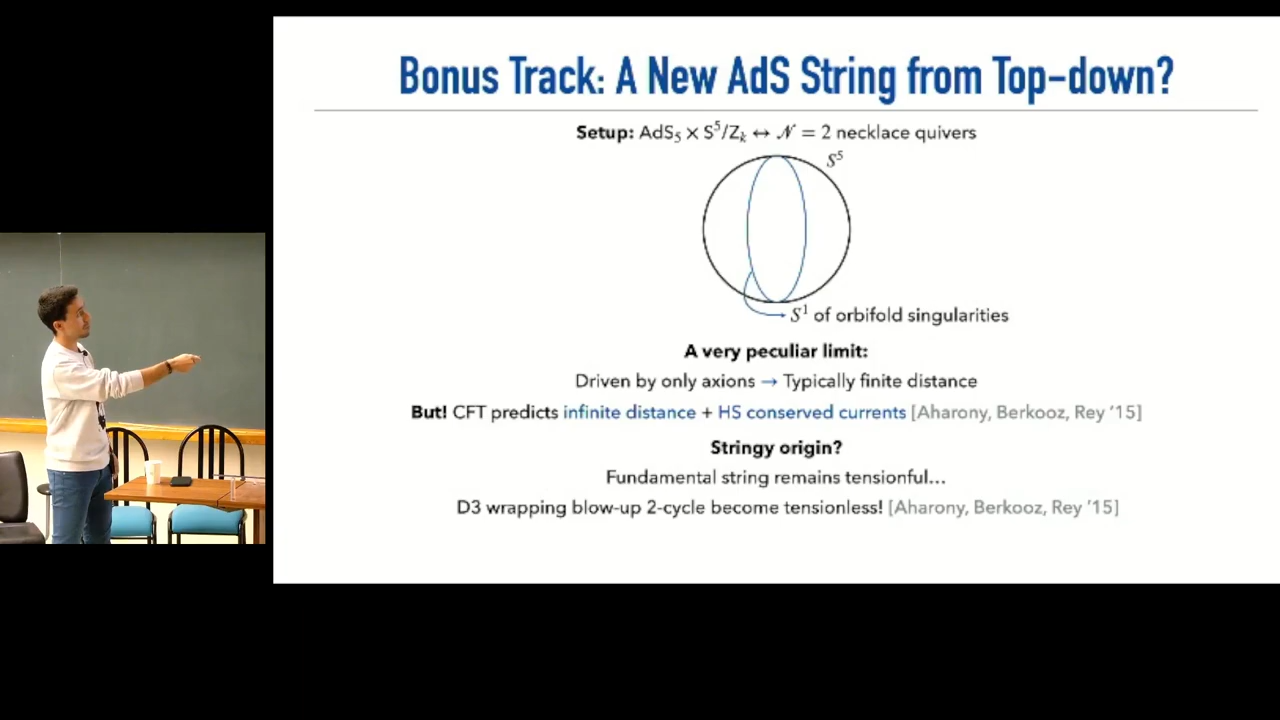 Bonus Track: A New AdS String from Top-down?
Setup: AdS₅ × S⁵/Zₖ ↔ 𝒩 = 2 necklace quivers
S⁵
S¹ of orbifold singularities
A very peculiar limit:
Driven by only axions → Typically finite distance
But! CFT predicts infinite distance + HS conserved currents [Aharony, Berkooz, Rey ’15]
Stringy origin?
Fundamental string remains tensionful…
D3 wrapping blow-up 2-cycle become tensionless! [Aharony, Berkooz, Rey ’15]